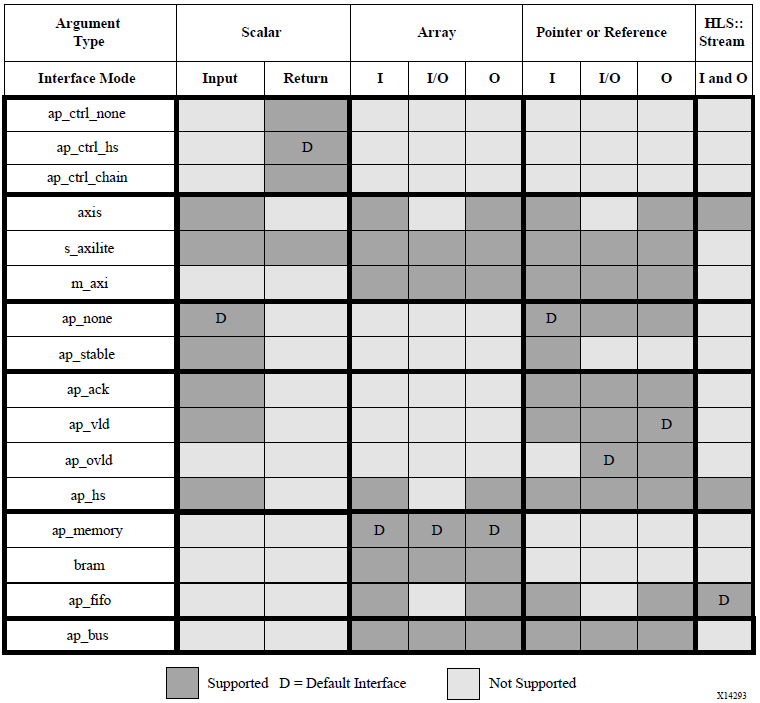 Argument Type Scalar Array Pointer or Reference HLS:: Stream
Interface Mode Input Return I I/O O I I/O O I and O
ap_ctrl_none
ap_ctrl_hs D
ap_ctrl_chain
axis
s_axilite
m_axi
ap_none D D
ap_stable
ap_ack
ap_vld D
ap_ovld D
ap_hs
ap_memory D D D
bram
ap_fifo D
ap_bus
Supported D = Default Interface Not Supported
X14293